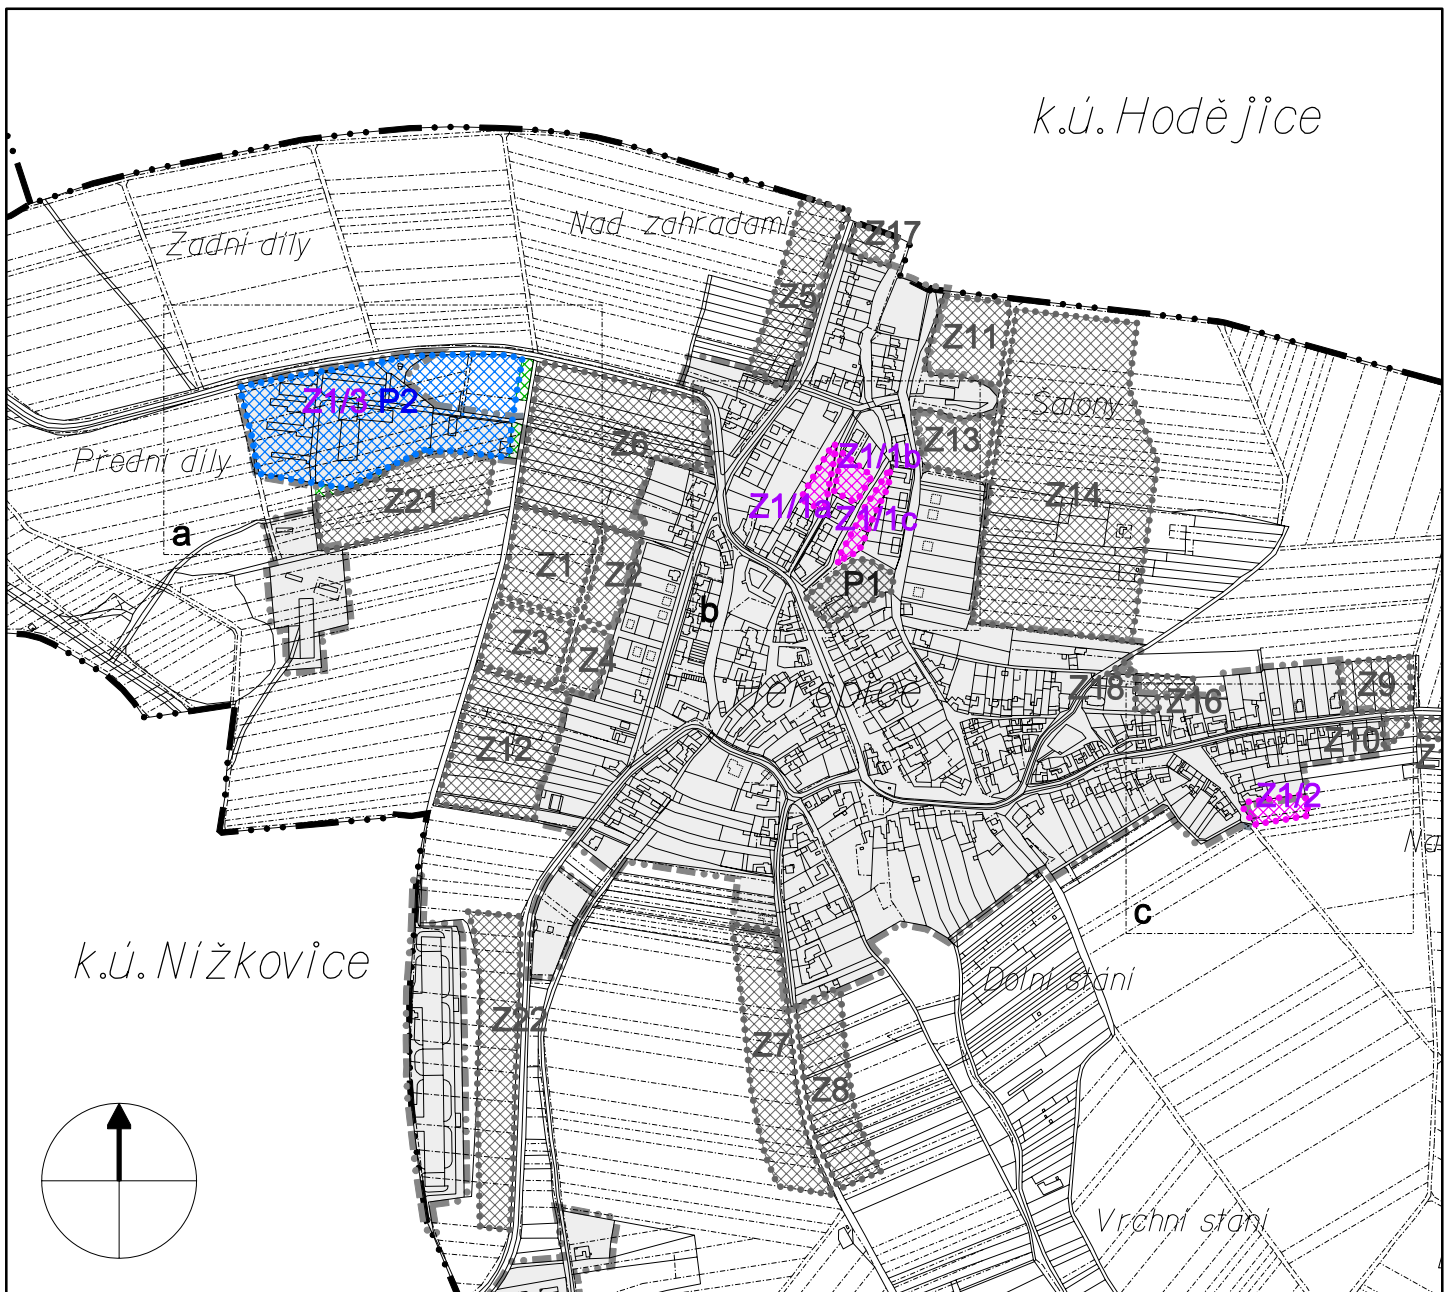 k.ú. Hodějice
Nad zahradami
Z17
Zadní díly
Z5
Z11
Z1/3 P2
Salony
Z6
Z13
Z1/1b
Přední díly
Z21
Z1/1a
Z1/1c
Z14
a
Z1
Z2
P1
b
Z3
Z4
Z18
Z16
Z9
Z12
Z10
Z1/2
c
k.ú. Nížkovice
Dolní stání
Z22
Z7
Z8
Vrchní stání